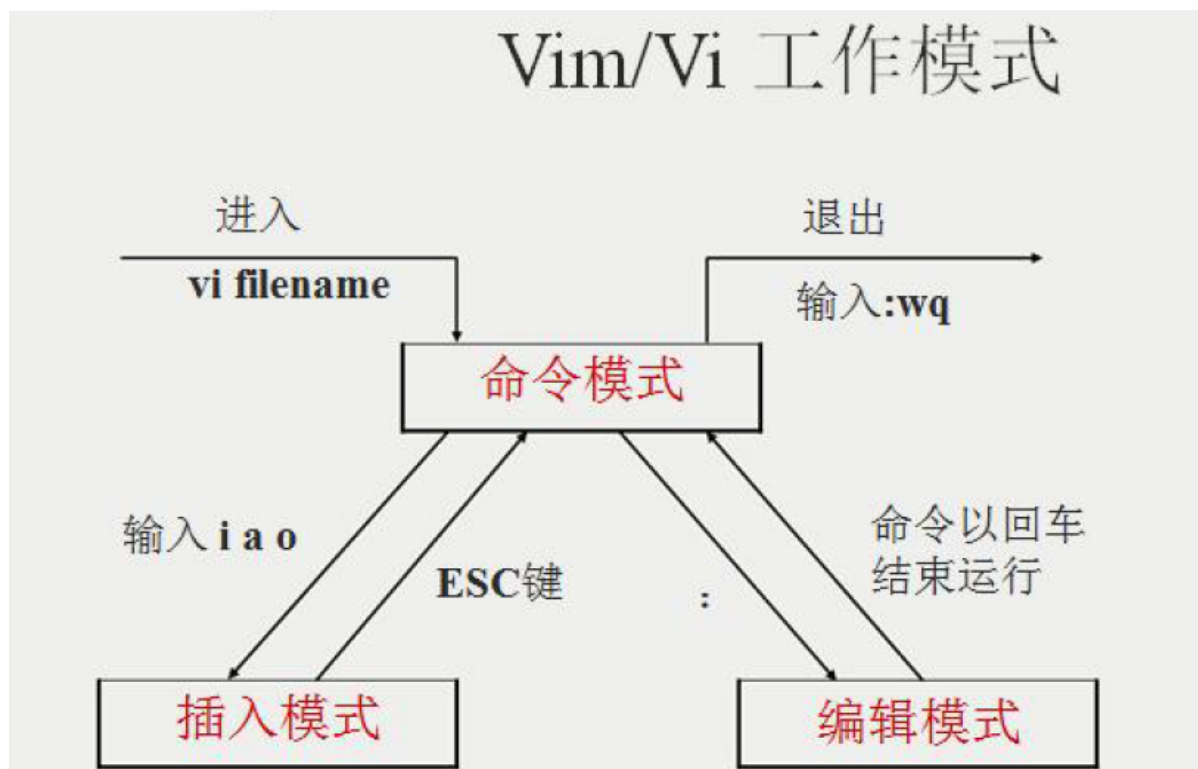 Vim/Vi 工作模式
进入
退出
vi filename
输入:wq
命令模式
输入 i a o
ESC键
:
命令以回车
结束运行
插入模式
编辑模式